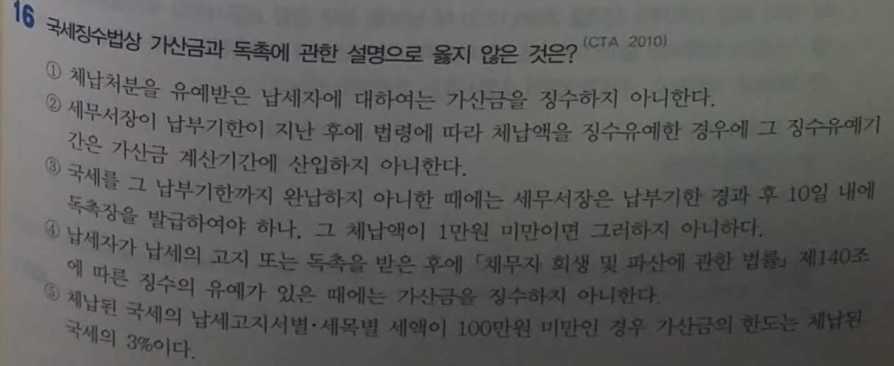 16 국세징수법상 가산금과 독촉에 관한 설명으로 옳지 않은 것은? (CTA 2010)
① 체납처분을 유예받은 납세자에 대하여는 가산금을 징수하지 아니한다.
② 세무서장이 납부기한이 지난 후에 법령에 따라 체납액을 징수유예한 경우에 그 징수유예기
간은 가산금 계산기간에 산입하지 아니한다.
③ 국세를 그 납부기한까지 완납하지 아니한 때에는 세무서장은 납부기한 경과 후 10일 내에
독촉장을 발급하여야 하나, 그 체납액이 1만원 미만이면 그러하지 아니하다.
④ 납세자가 납세의 고지 또는 독촉을 받은 후에 「채무자 회생 및 파산에 관한 법률」 제140조
에 따른 징수의 유예가 있은 때에는 가산금을 징수하지 아니한다.
⑤ 체납된 국세의 납세고지서별·세목별 세액이 100만원 미만인 경우 가산금의 한도는 체납된
국세의 3%이다.